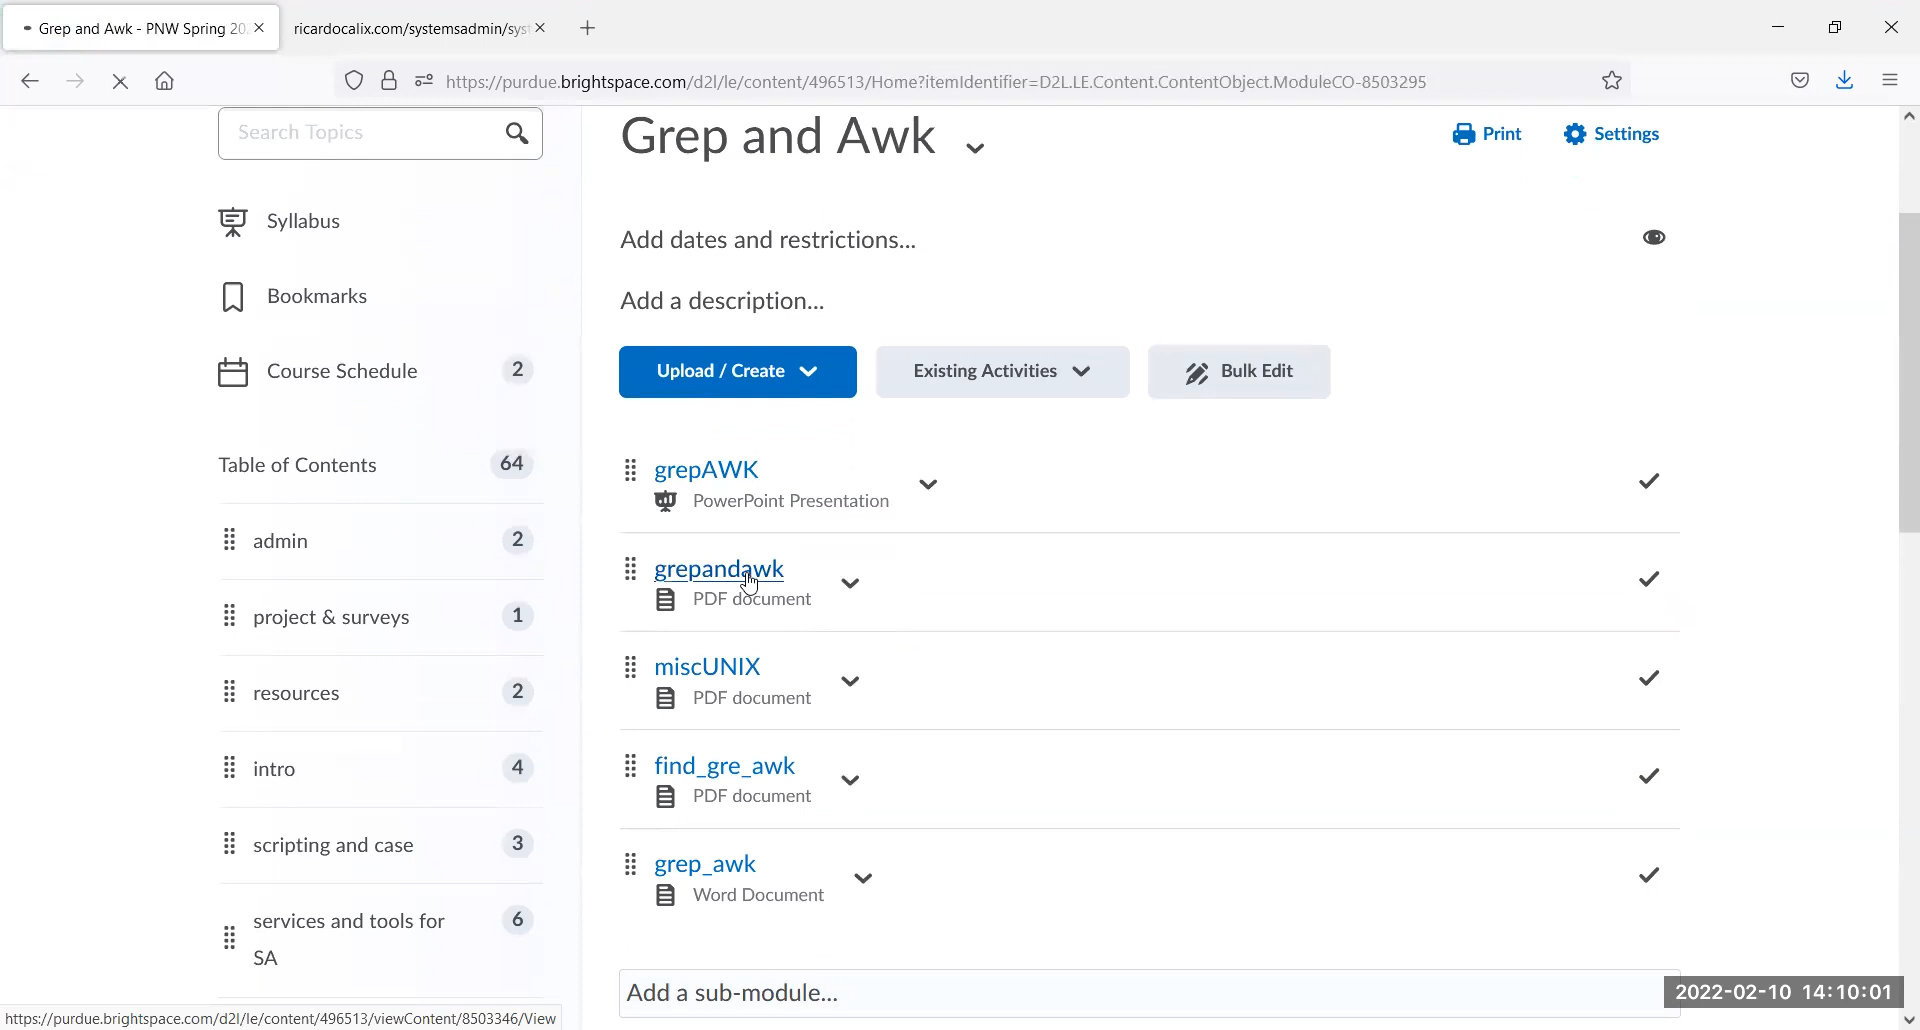 Grep and Awk - PNW Spring 20
ricardocalix.com/systemsadmin/syst
https://purdue.brightspace.com/d2l/le/content/496513/Home?itemIdentifier=D2L.LE.Content.ContentObject.ModuleCO-8503295
Search Topics
Grep and Awk
Print
Settings
Syllabus
Add dates and restrictions...
Bookmarks
Add a description...
Course Schedule 2
Upload / Create
Existing Activities
Bulk Edit
Table of Contents 64
grepAWK
PowerPoint Presentation
admin 2
grepandawk
PDF document
project & surveys 1
miscUNIX
PDF document
resources 2
find_gre_awk
PDF document
intro 4
scripting and case 3
grep_awk
Word Document
services and tools for SA 6
Add a sub-module...
2022-02-10 14:10:01
https://purdue.brightspace.com/d2l/le/content/496513/viewContent/8503346/View